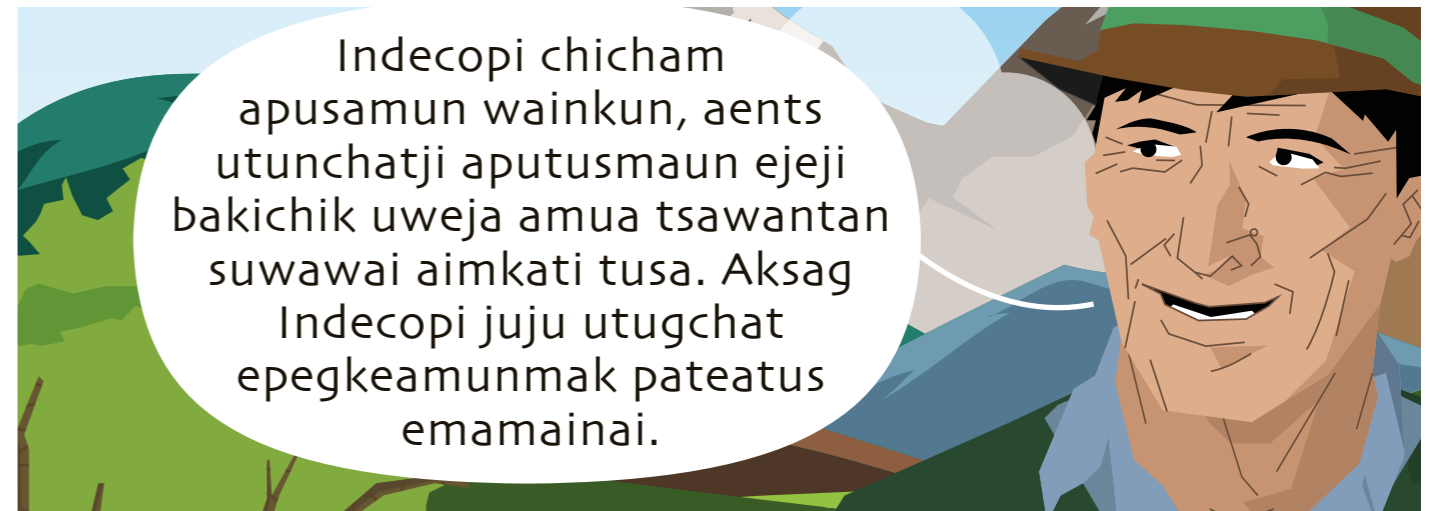 Indecopi chicham
apusamun wainkun, aents
utunchatji aputusmaun ejeji
bakichik uweja amua tsawantan
suwawai aimkati tusa. Aksag
Indecopi juju utugchat
epegkeamunmak pateatus
emamainai.